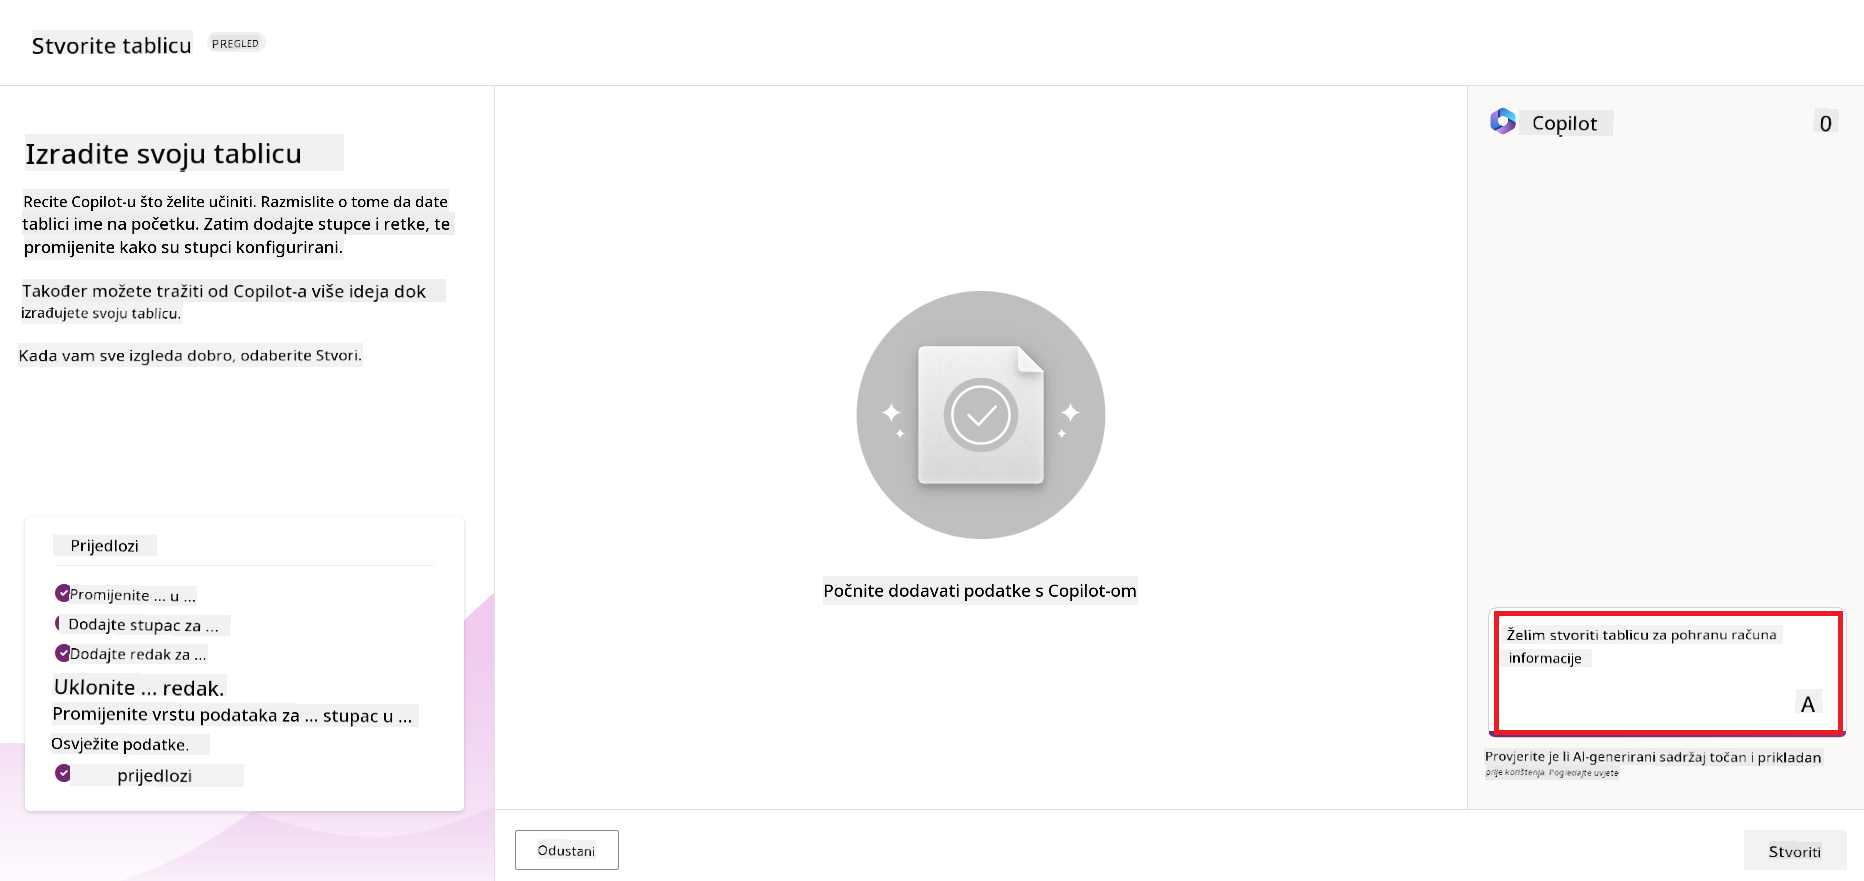 Stvorite tablicu
PREGLED
Izradite svoju tablicu
Recite Copilot-u što želite učiniti. Razmislite o tome da date
tablici ime na početku. Zatim dodajte stupce i retke, te
promijenite kako su stupci konfigurirani.
Također možete tražiti od Copilot-a više ideja dok
izrađujete svoju tablicu.
Kada vam sve izgleda dobro, odaberite Stvori.
Prijedlozi
Promijenite ... u ...
Dodajte stupac za ...
Dodajte redak za ...
Uklonite ... redak.
Promijenite vrstu podataka za ... stupac u ...
Osvježite podatke.
prijedlozi
Počnite dodavati podatke s Copilot-om
Odustani
Copilot
0
Želim stvoriti tablicu za pohranu računa
informacije
A
Provjerite je li AI-generirani sadržaj točan i prikladan
prije korištenja. Pogledajte uvjete
Stvoriti